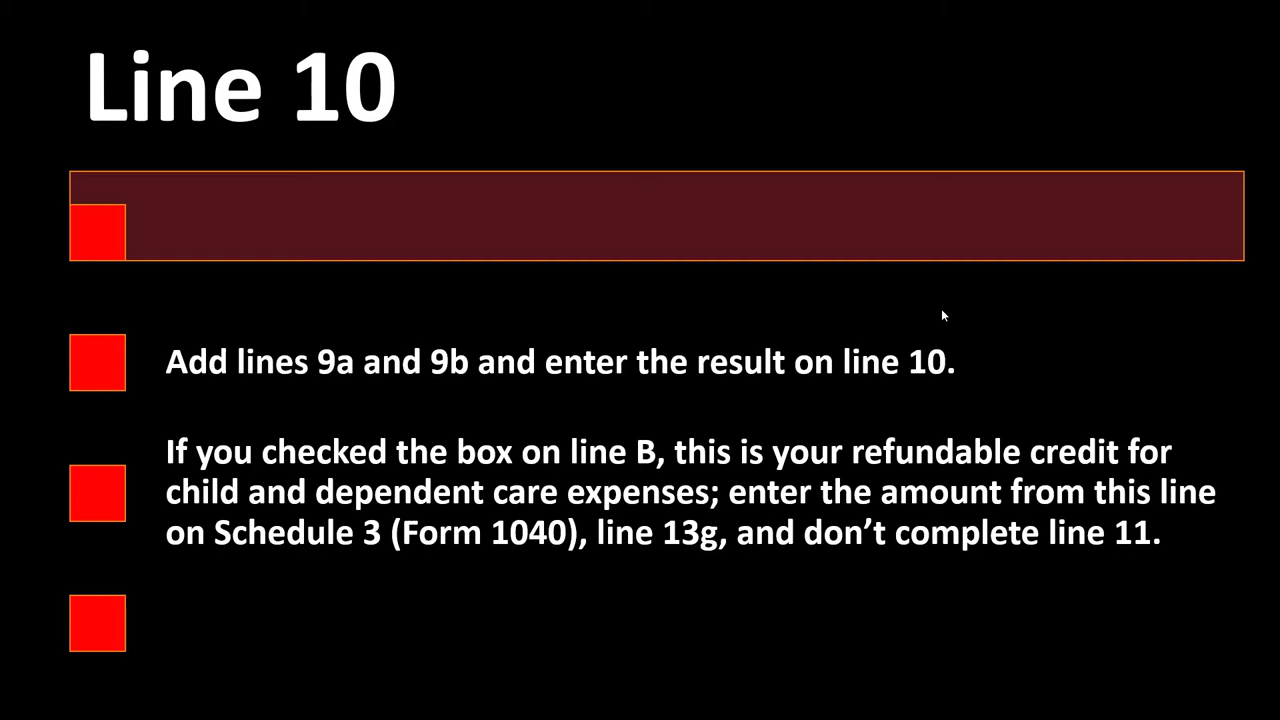 Line 10
Add lines 9a and 9b and enter the result on line 10.
If you checked the box on line B, this is your refundable credit for
child and dependent care expenses; enter the amount from this line
on Schedule 3 (Form 1040), line 13g, and don’t complete line 11.